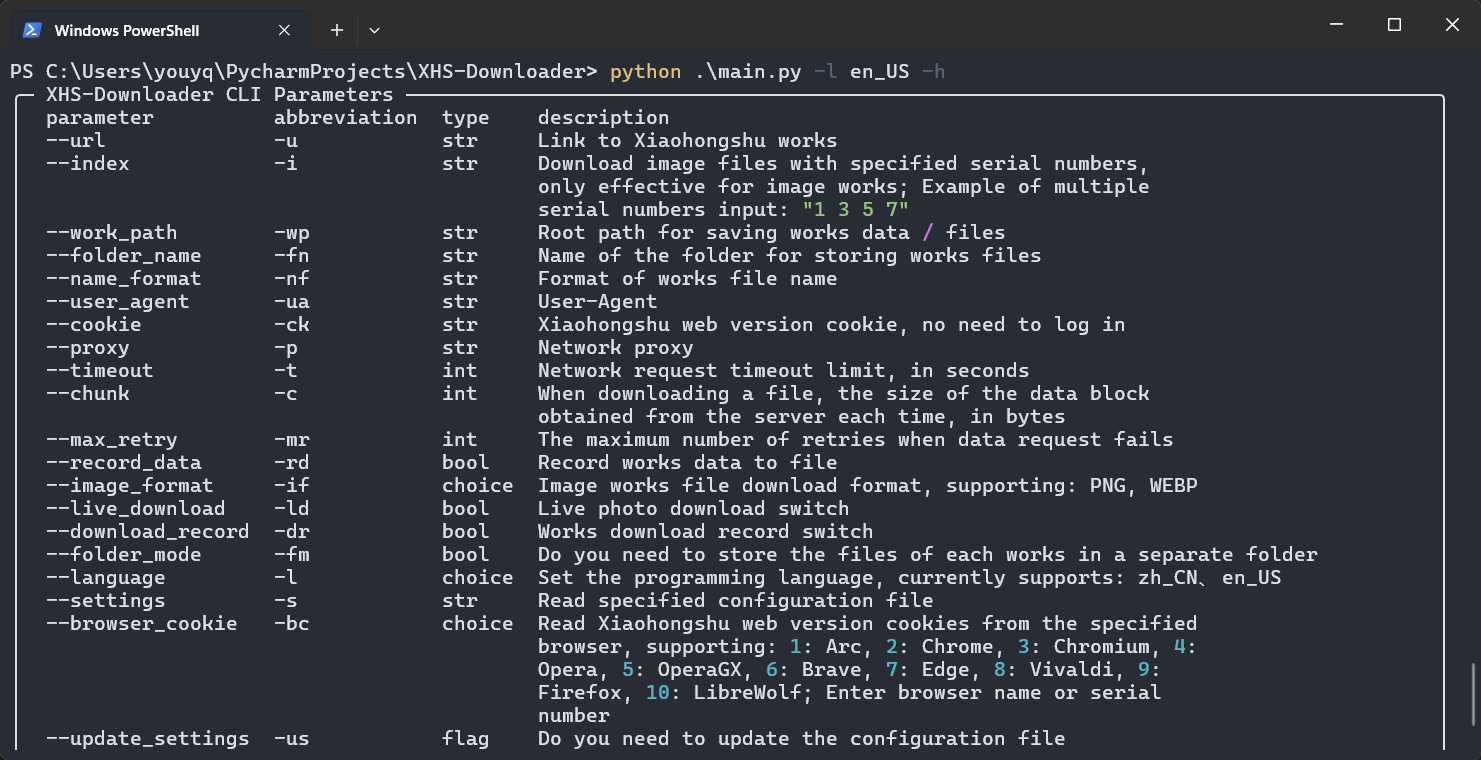 Windows PowerShell
PS C:\Users\youyq\PycharmProjects\XHS-Downloader> python .\main.py -l en_US -h
XHS-Downloader CLI Parameters
parameter abbreviation type description
--url -u str Link to Xiaohongshu works
--index -i str Download image files with specified serial numbers,
only effective for image works; Example of multiple
serial numbers input: "1 3 5 7"
--work_path -wp str Root path for saving works data / files
--folder_name -fn str Name of the folder for storing works files
--name_format -nf str Format of works file name
--user_agent -ua str User-Agent
--cookie -ck str Xiaohongshu web version cookie, no need to log in
--proxy -p str Network proxy
--timeout -t int Network request timeout limit, in seconds
--chunk -c int When downloading a file, the size of the data block
obtained from the server each time, in bytes
--max_retry -mr int The maximum number of retries when data request fails
--record_data -rd bool Record works data to file
--image_format -if choice Image works file download format, supporting: PNG, WEBP
--live_download -ld bool Live photo download switch
--download_record -dr bool Works download record switch
--folder_mode -fm bool Do you need to store the files of each works in a separate folder
--language -l choice Set the programming language, currently supports: zh_CN、en_US
--settings -s str Read specified configuration file
--browser_cookie -bc choice Read Xiaohongshu web version cookies from the specified
browser, supporting: 1: Arc, 2: Chrome, 3: Chromium, 4:
Opera, 5: OperaGX, 6: Brave, 7: Edge, 8: Vivaldi, 9:
Firefox, 10: LibreWolf; Enter browser name or serial
number
--update_settings -us flag Do you need to update the configuration file